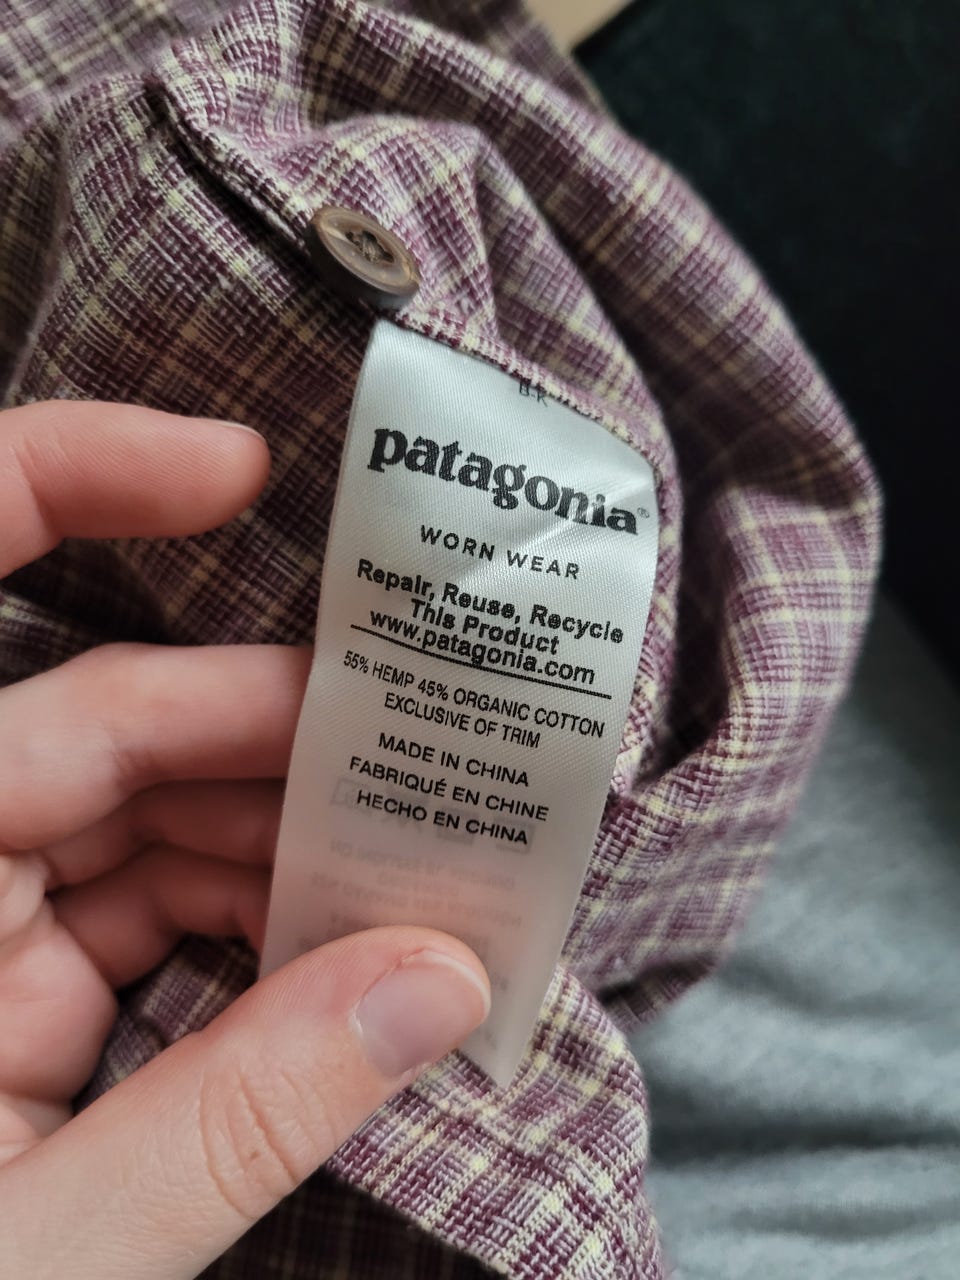 B-K
patagonia®
WORN WEAR
Repair, Reuse, Recycle
This Product
www.patagonia.com
55% HEMP 45% ORGANIC COTTON
EXCLUSIVE OF TRIM
MADE IN CHINA
FABRIQUÉ EN CHINE
HECHO EN CHINA